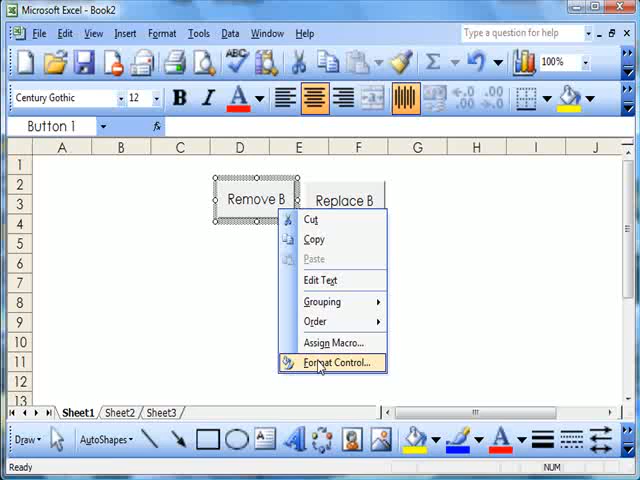 Microsoft Excel - Book2
File Edit View Insert Format Tools Data Window Help
Type a question for help
100%
Century Gothic 12 B I A
Button 1 fx
A B C D E F G H I J
1
2
3
4
5
6
7
8
9
10
11
12
13
Remove B
Replace B
Cut
Copy
Paste
Edit Text
Grouping
Order
Assign Macro...
Format Control...
Sheet1 Sheet2 Sheet3
Draw AutoShapes A A A
Ready NUM